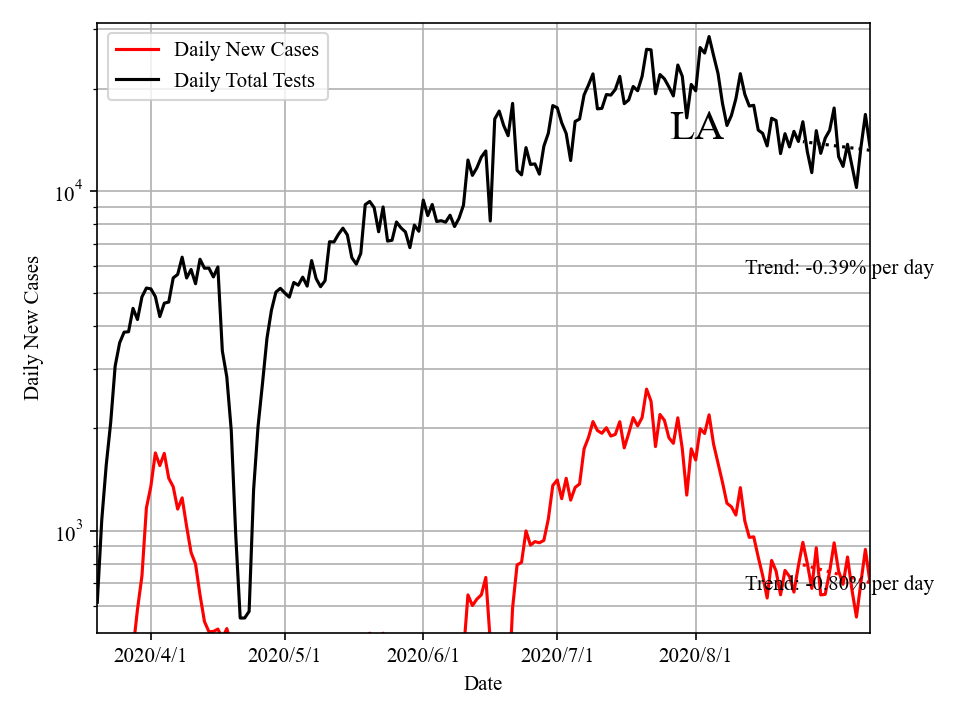 Daily New Cases
Daily Total Tests
LA
10^4
Trend: -0.39% per day
Daily New Cases
10^3
Trend: -0.80% per day
2020/4/1 2020/5/1 2020/6/1 2020/7/1 2020/8/1
Date